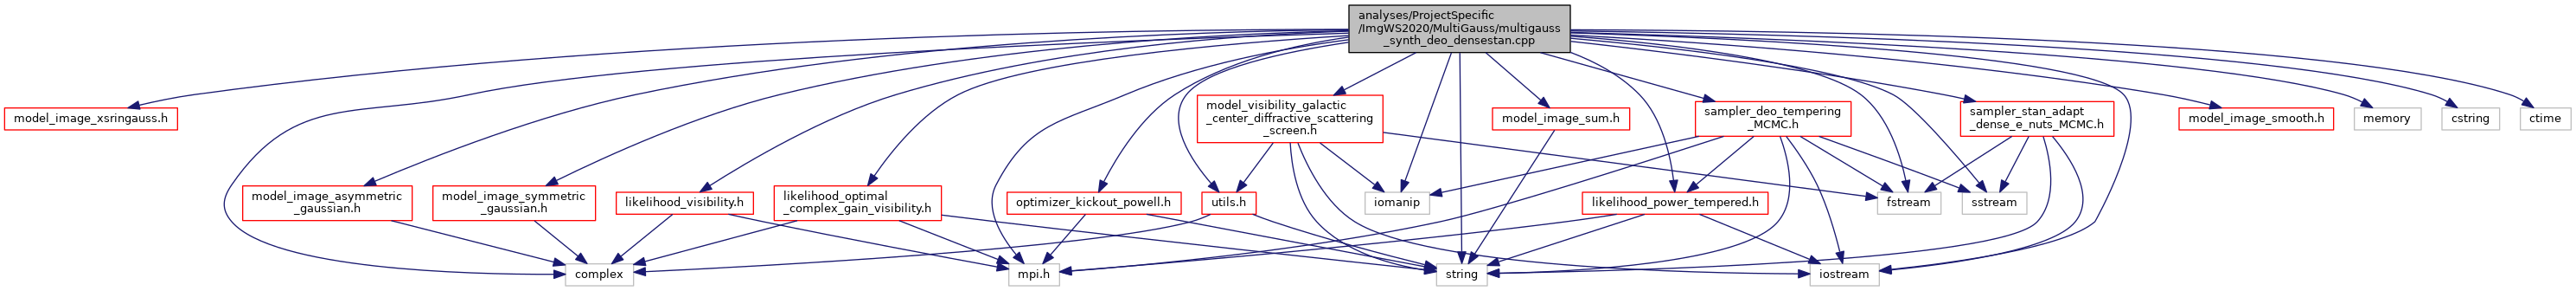 analyses/ProjectSpecific
/ImgWS2020/MultiGauss/multigauss
_synth_deo_densestan.cpp
model_image_xsringauss.h
model_visibility_galactic
_center_diffractive_scattering
_screen.h
model_image_sum.h
sampler_deo_tempering
_MCMC.h
sampler_stan_adapt
_dense_e_nuts_MCMC.h
model_image_smooth.h
memory
cstring
ctime
model_image_asymmetric
_gaussian.h
model_image_symmetric
_gaussian.h
likelihood_visibility.h
likelihood_optimal
_complex_gain_visibility.h
optimizer_kickout_powell.h
utils.h
iomanip
likelihood_power_tempered.h
fstream
sstream
complex
mpi.h
string
iostream